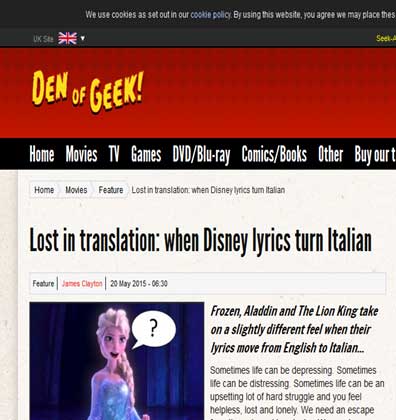 We use cookies as set out in our cookie policy. By using this website, you agree we may place thes
UK Site
Seek-A
DEN OF GEEK!
Home Movies TV Games DVD/Blu-ray Comics/Books Other Buy our t
Home Movies Feature Lost in translation: when Disney lyrics turn Italian
Lost in translation: when Disney lyrics turn Italian
Feature James Clayton 20 May 2015 - 06:30
?
Frozen, Aladdin and The Lion King take
on a slightly different feel when their
lyrics move from English to Italian...
Sometimes life can be depressing. Sometimes
life can be distressing. Sometimes life can be an
upsetting lot of hard struggle and you feel
helpless, lost and lonely. We need an escape